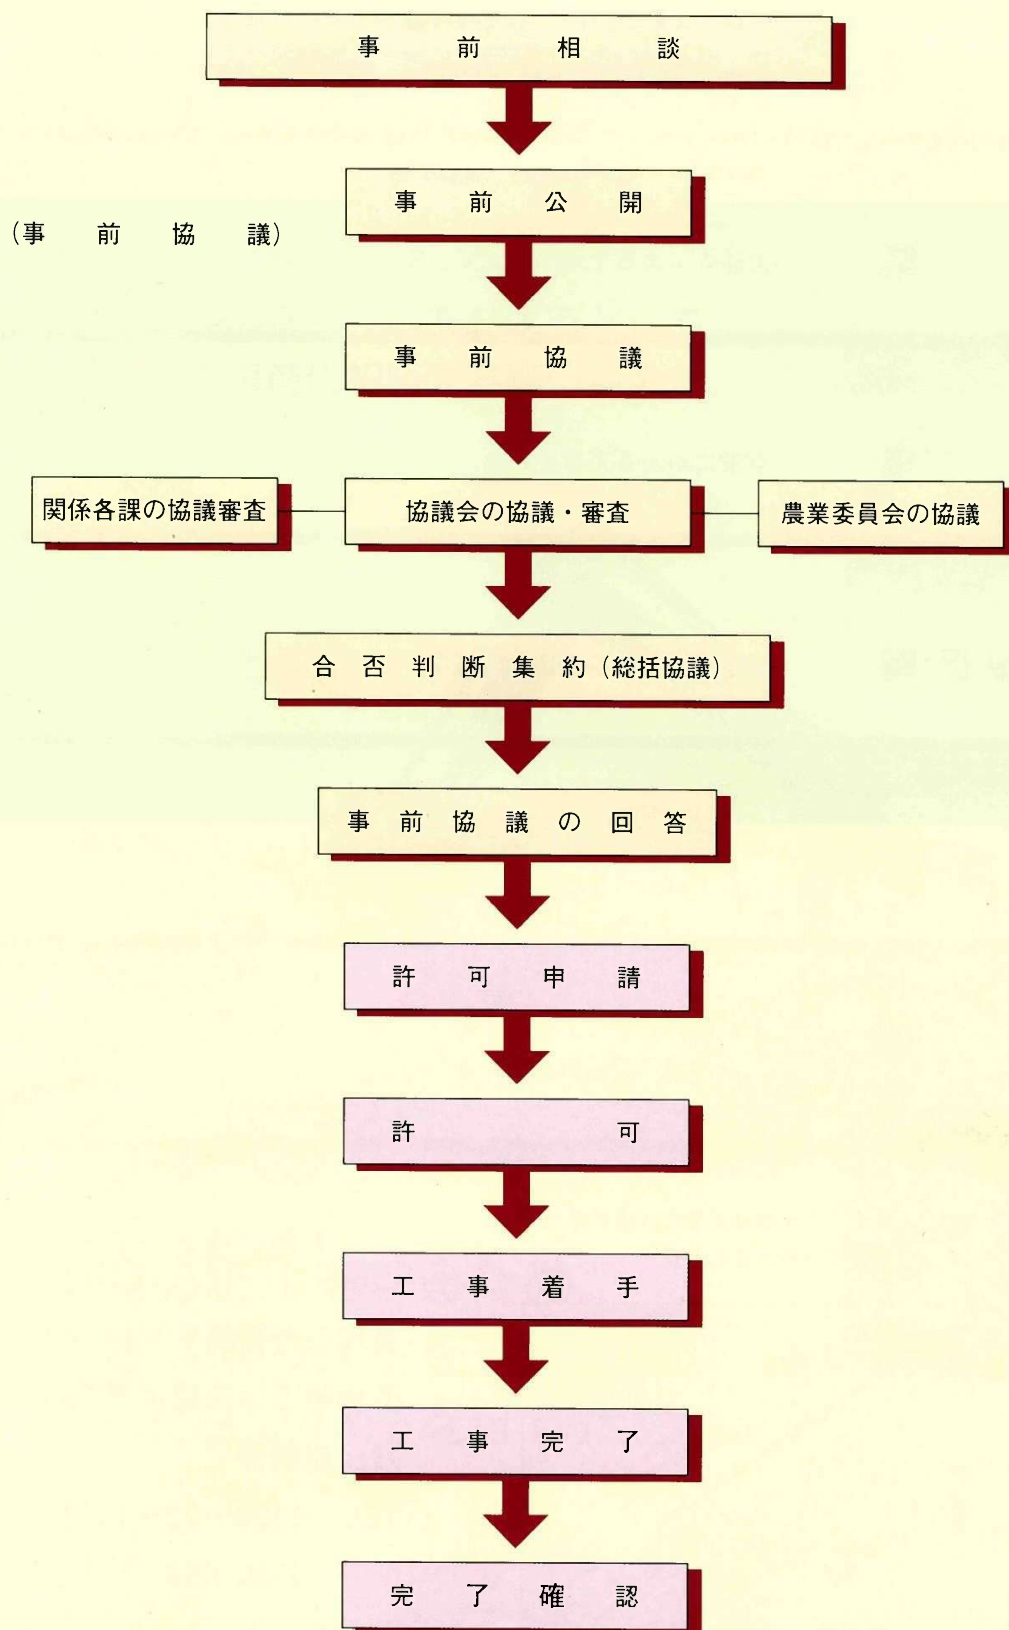 事前相談
事前公開
(事前協議)
事前協議
関係各課の協議審査
協議会の協議・審査
農業委員会の協議
合否判断集約(総括協議)
事前協議の回答
許可申請
許可
工事着手
工事完了
完了確認